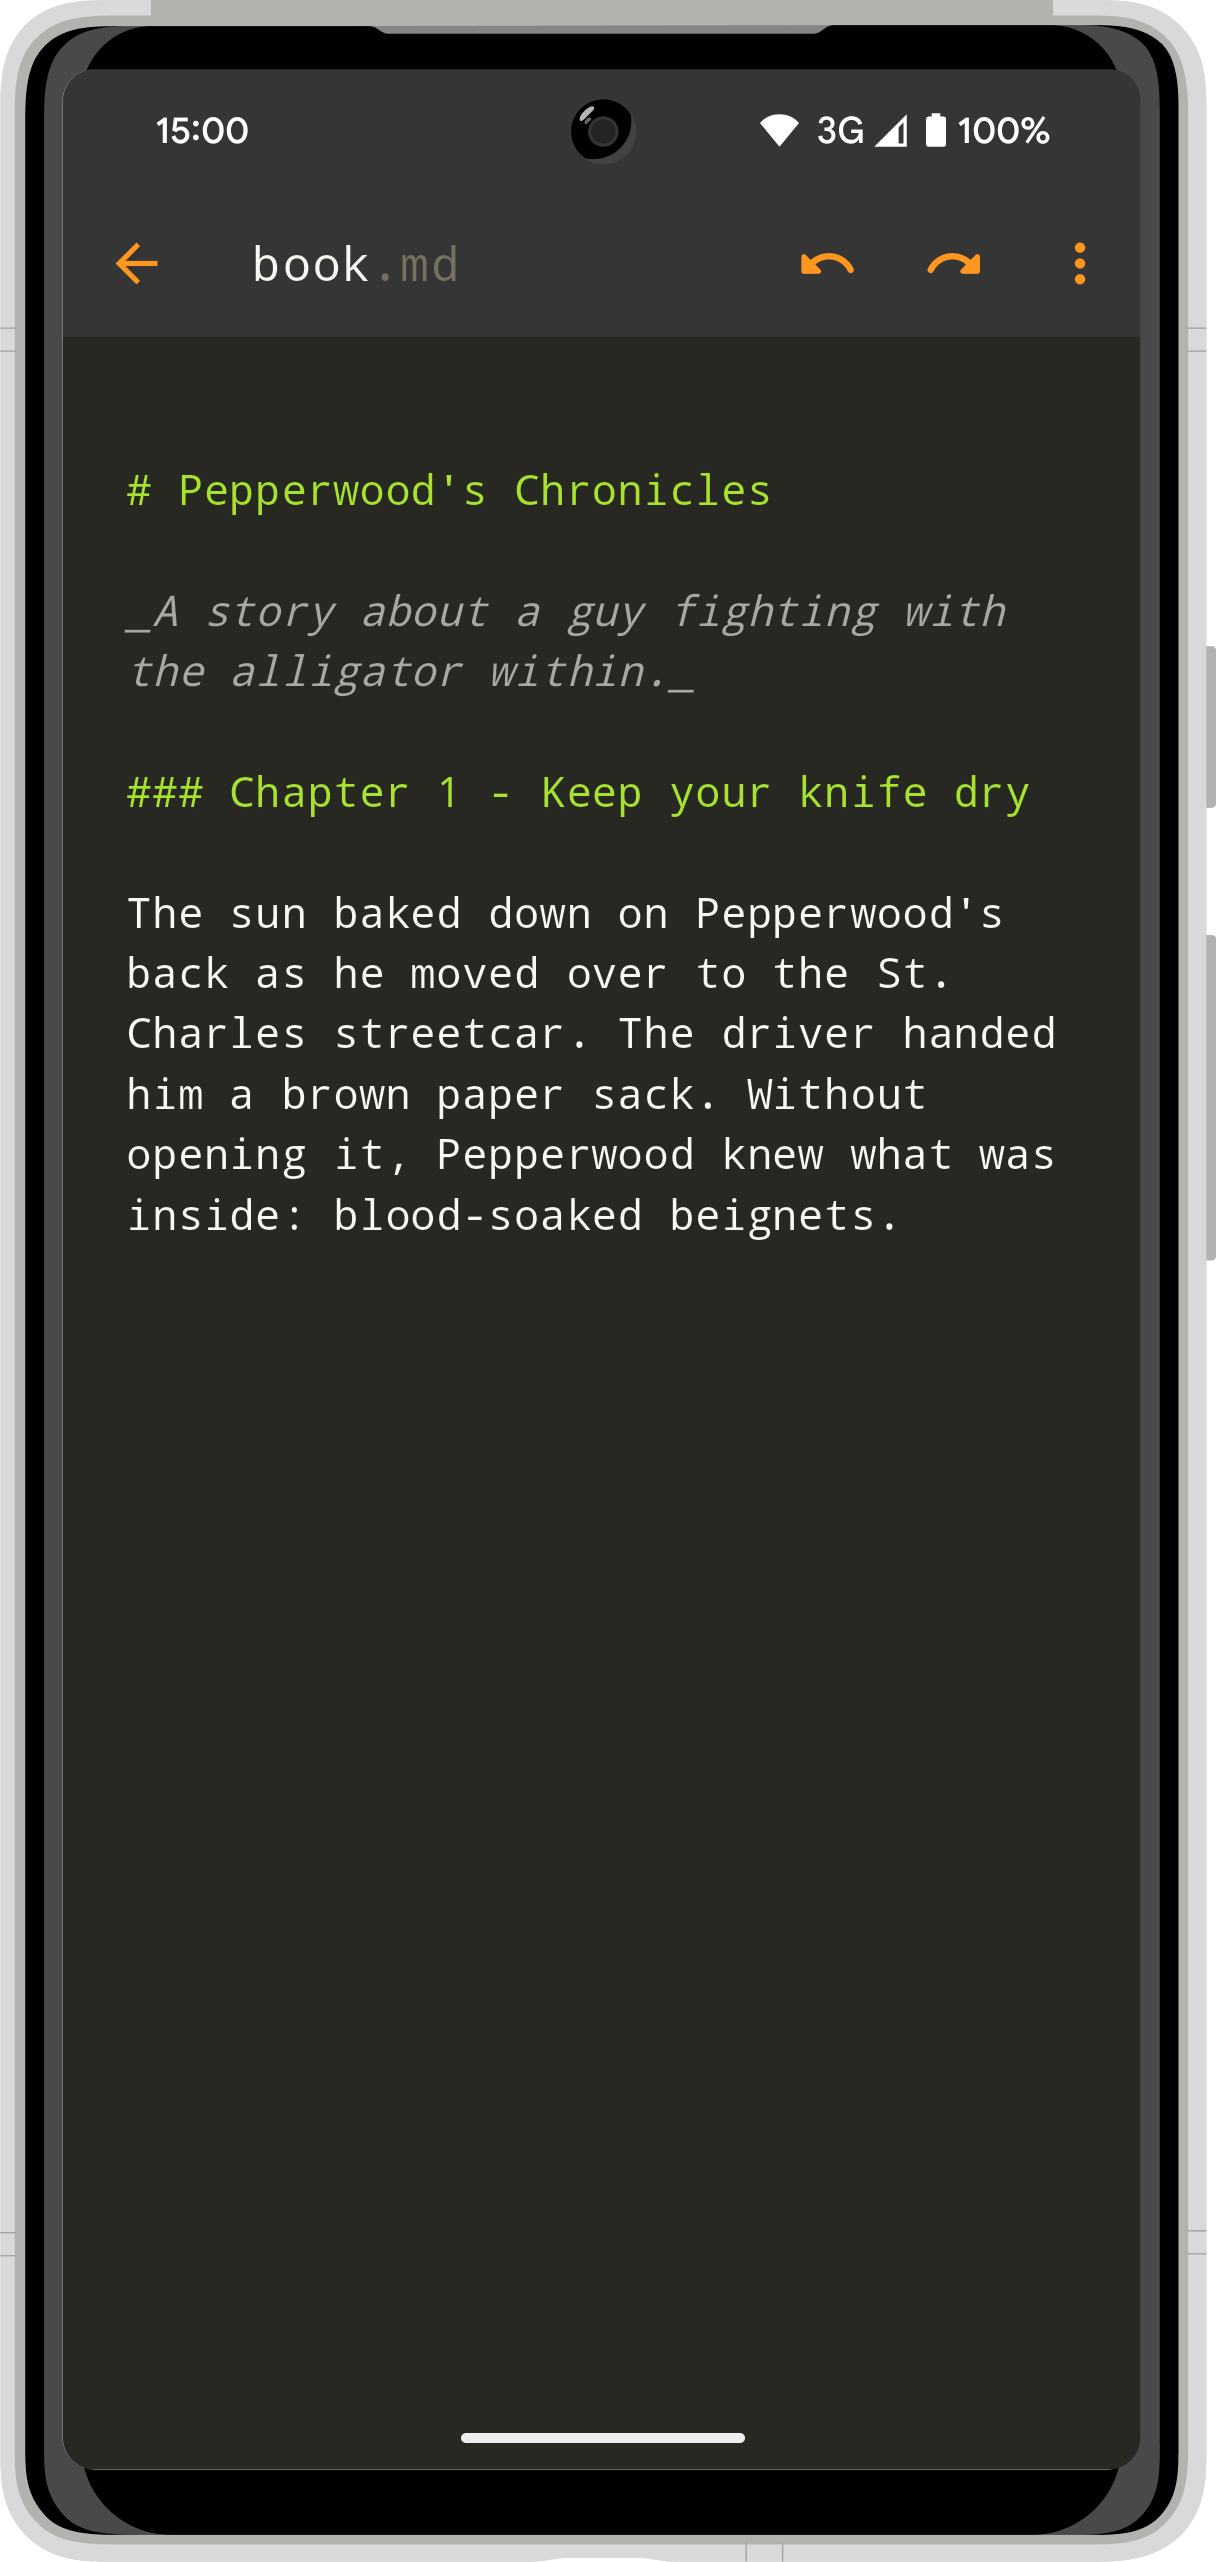 15:00 3G 100%
book.md
# Pepperwood's Chronicles
_A story about a guy fighting with
the alligator within._
### Chapter 1 - Keep your knife dry
The sun baked down on Pepperwood's
back as he moved over to the St.
Charles streetcar. The driver handed
him a brown paper sack. Without
opening it, Pepperwood knew what was
inside: blood-soaked beignets.